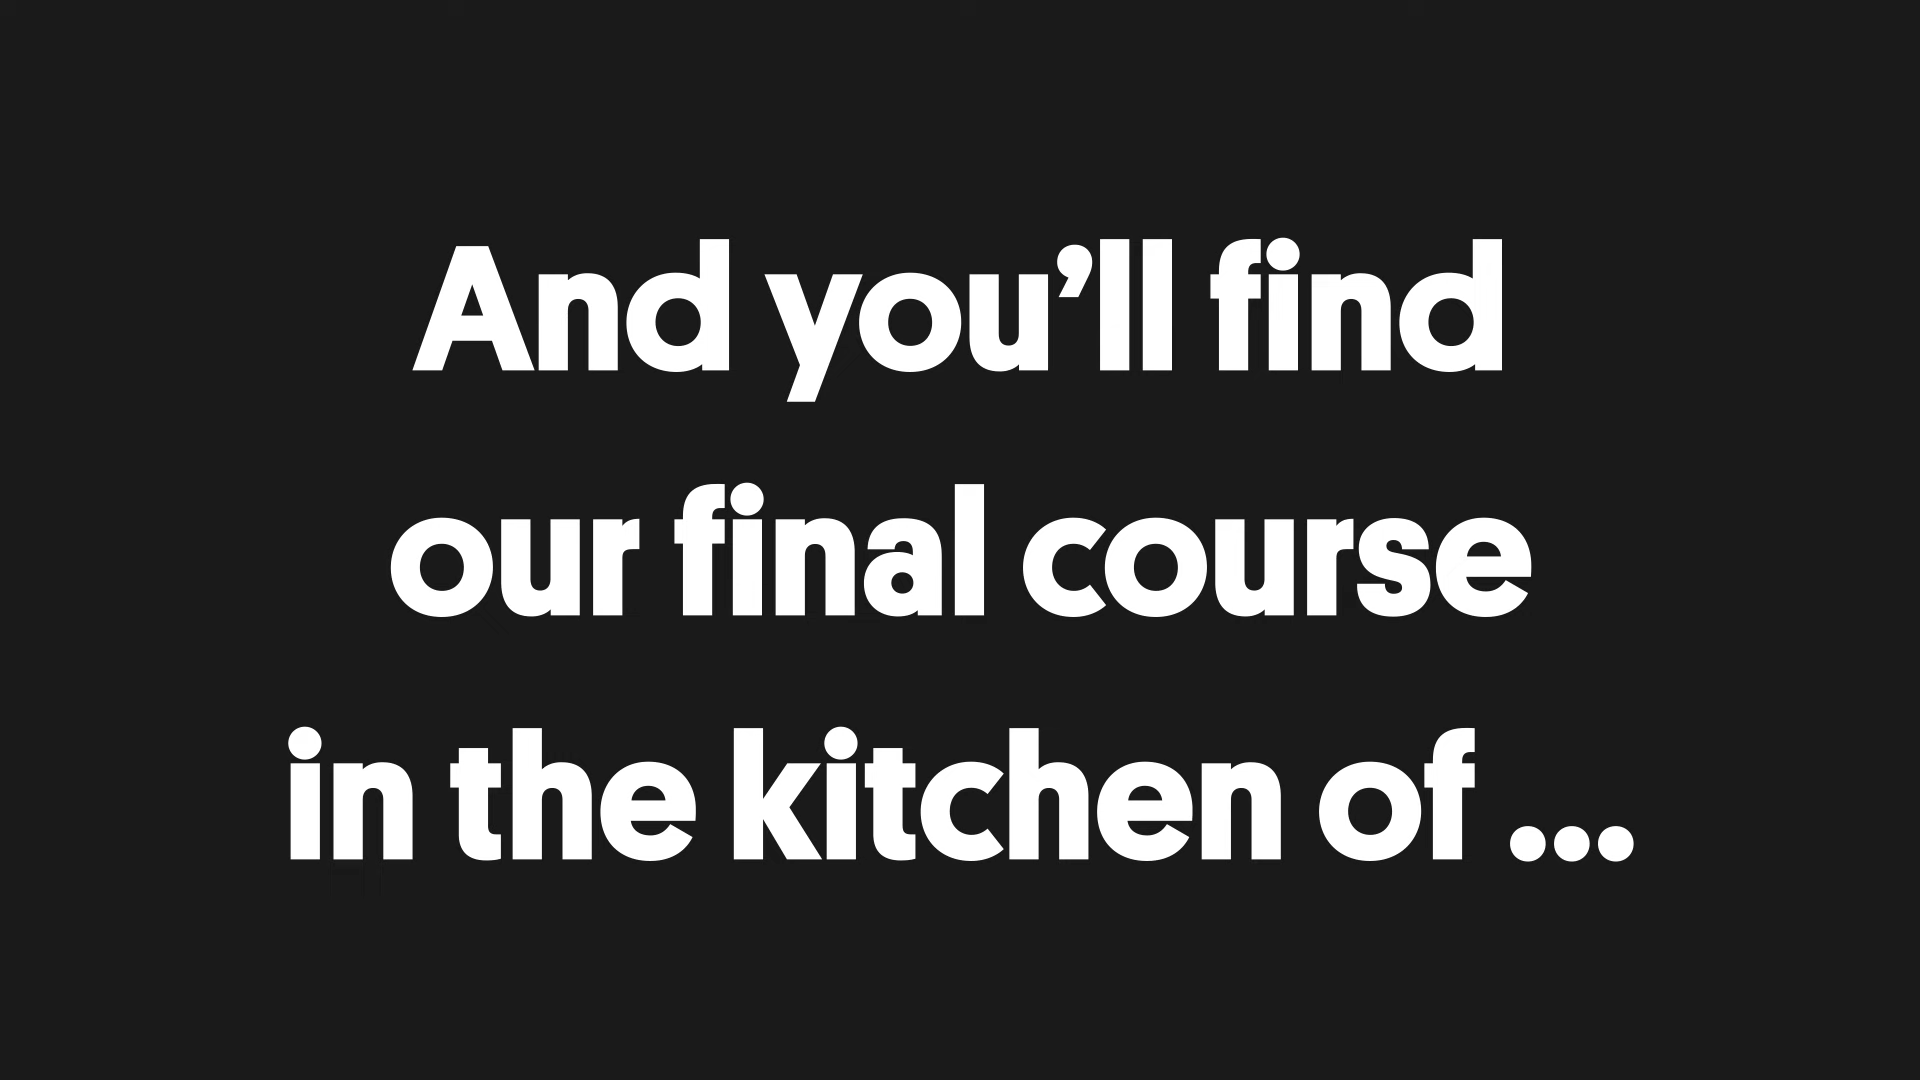 And you’ll find
our final course
in the kitchen of ...